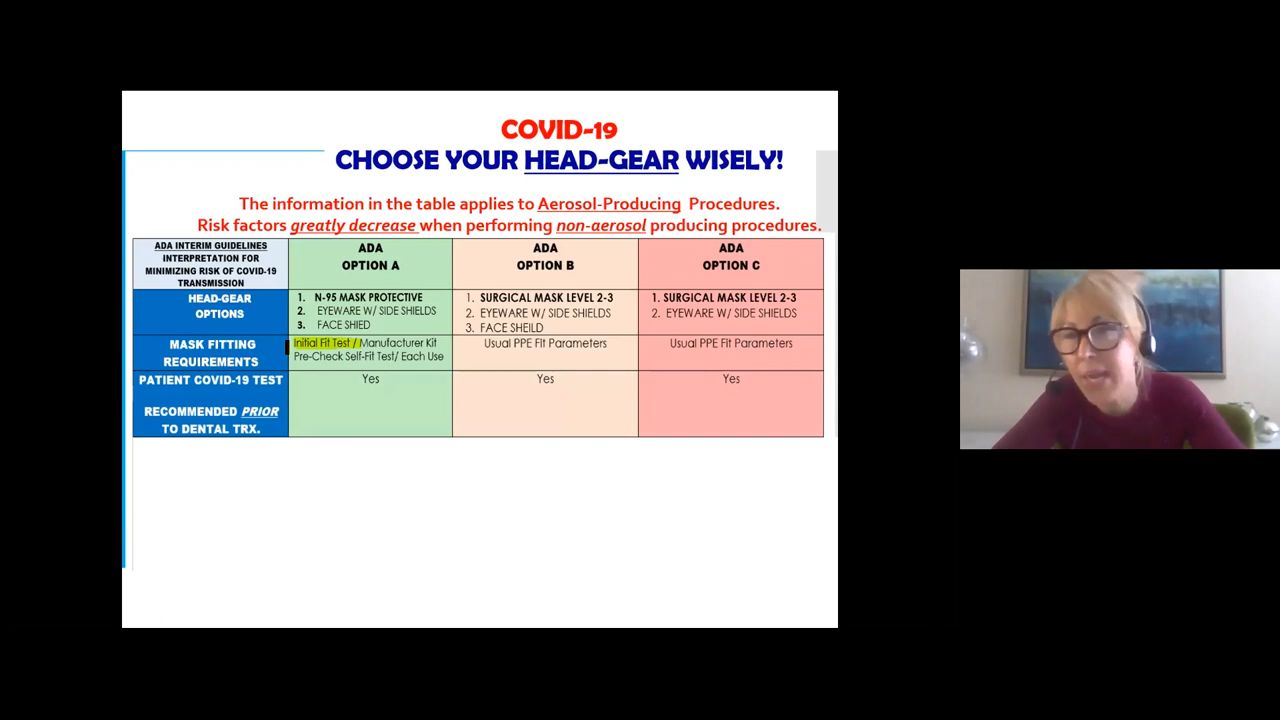 COVID-19
CHOOSE YOUR HEAD-GEAR WISELY!
The information in the table applies to Aerosol-Producing Procedures.
Risk factors greatly decrease when performing non-aerosol producing procedures.
ADA INTERIM GUIDELINES
INTERPRETATION FOR
MINIMIZING RISK OF COVID-19
TRANSMISSION
ADA
OPTION A
ADA
OPTION B
ADA
OPTION C
HEAD-GEAR
OPTIONS
1. N-95 MASK PROTECTIVE
2. EYEWARE W/ SIDE SHIELDS
3. FACE SHIED
1. SURGICAL MASK LEVEL 2-3
2. EYEWARE W/ SIDE SHIELDS
3. FACE SHEILD
1. SURGICAL MASK LEVEL 2-3
2. EYEWARE W/ SIDE SHIELDS
MASK FITTING
REQUIREMENTS
Initial Fit Test / Manufacturer Kit
Pre-Check Self-Fit Test/ Each Use
Usual PPE Fit Parameters
Usual PPE Fit Parameters
PATIENT COVID-19 TEST
RECOMMENDED PRIOR
TO DENTAL TRX.
Yes
Yes
Yes